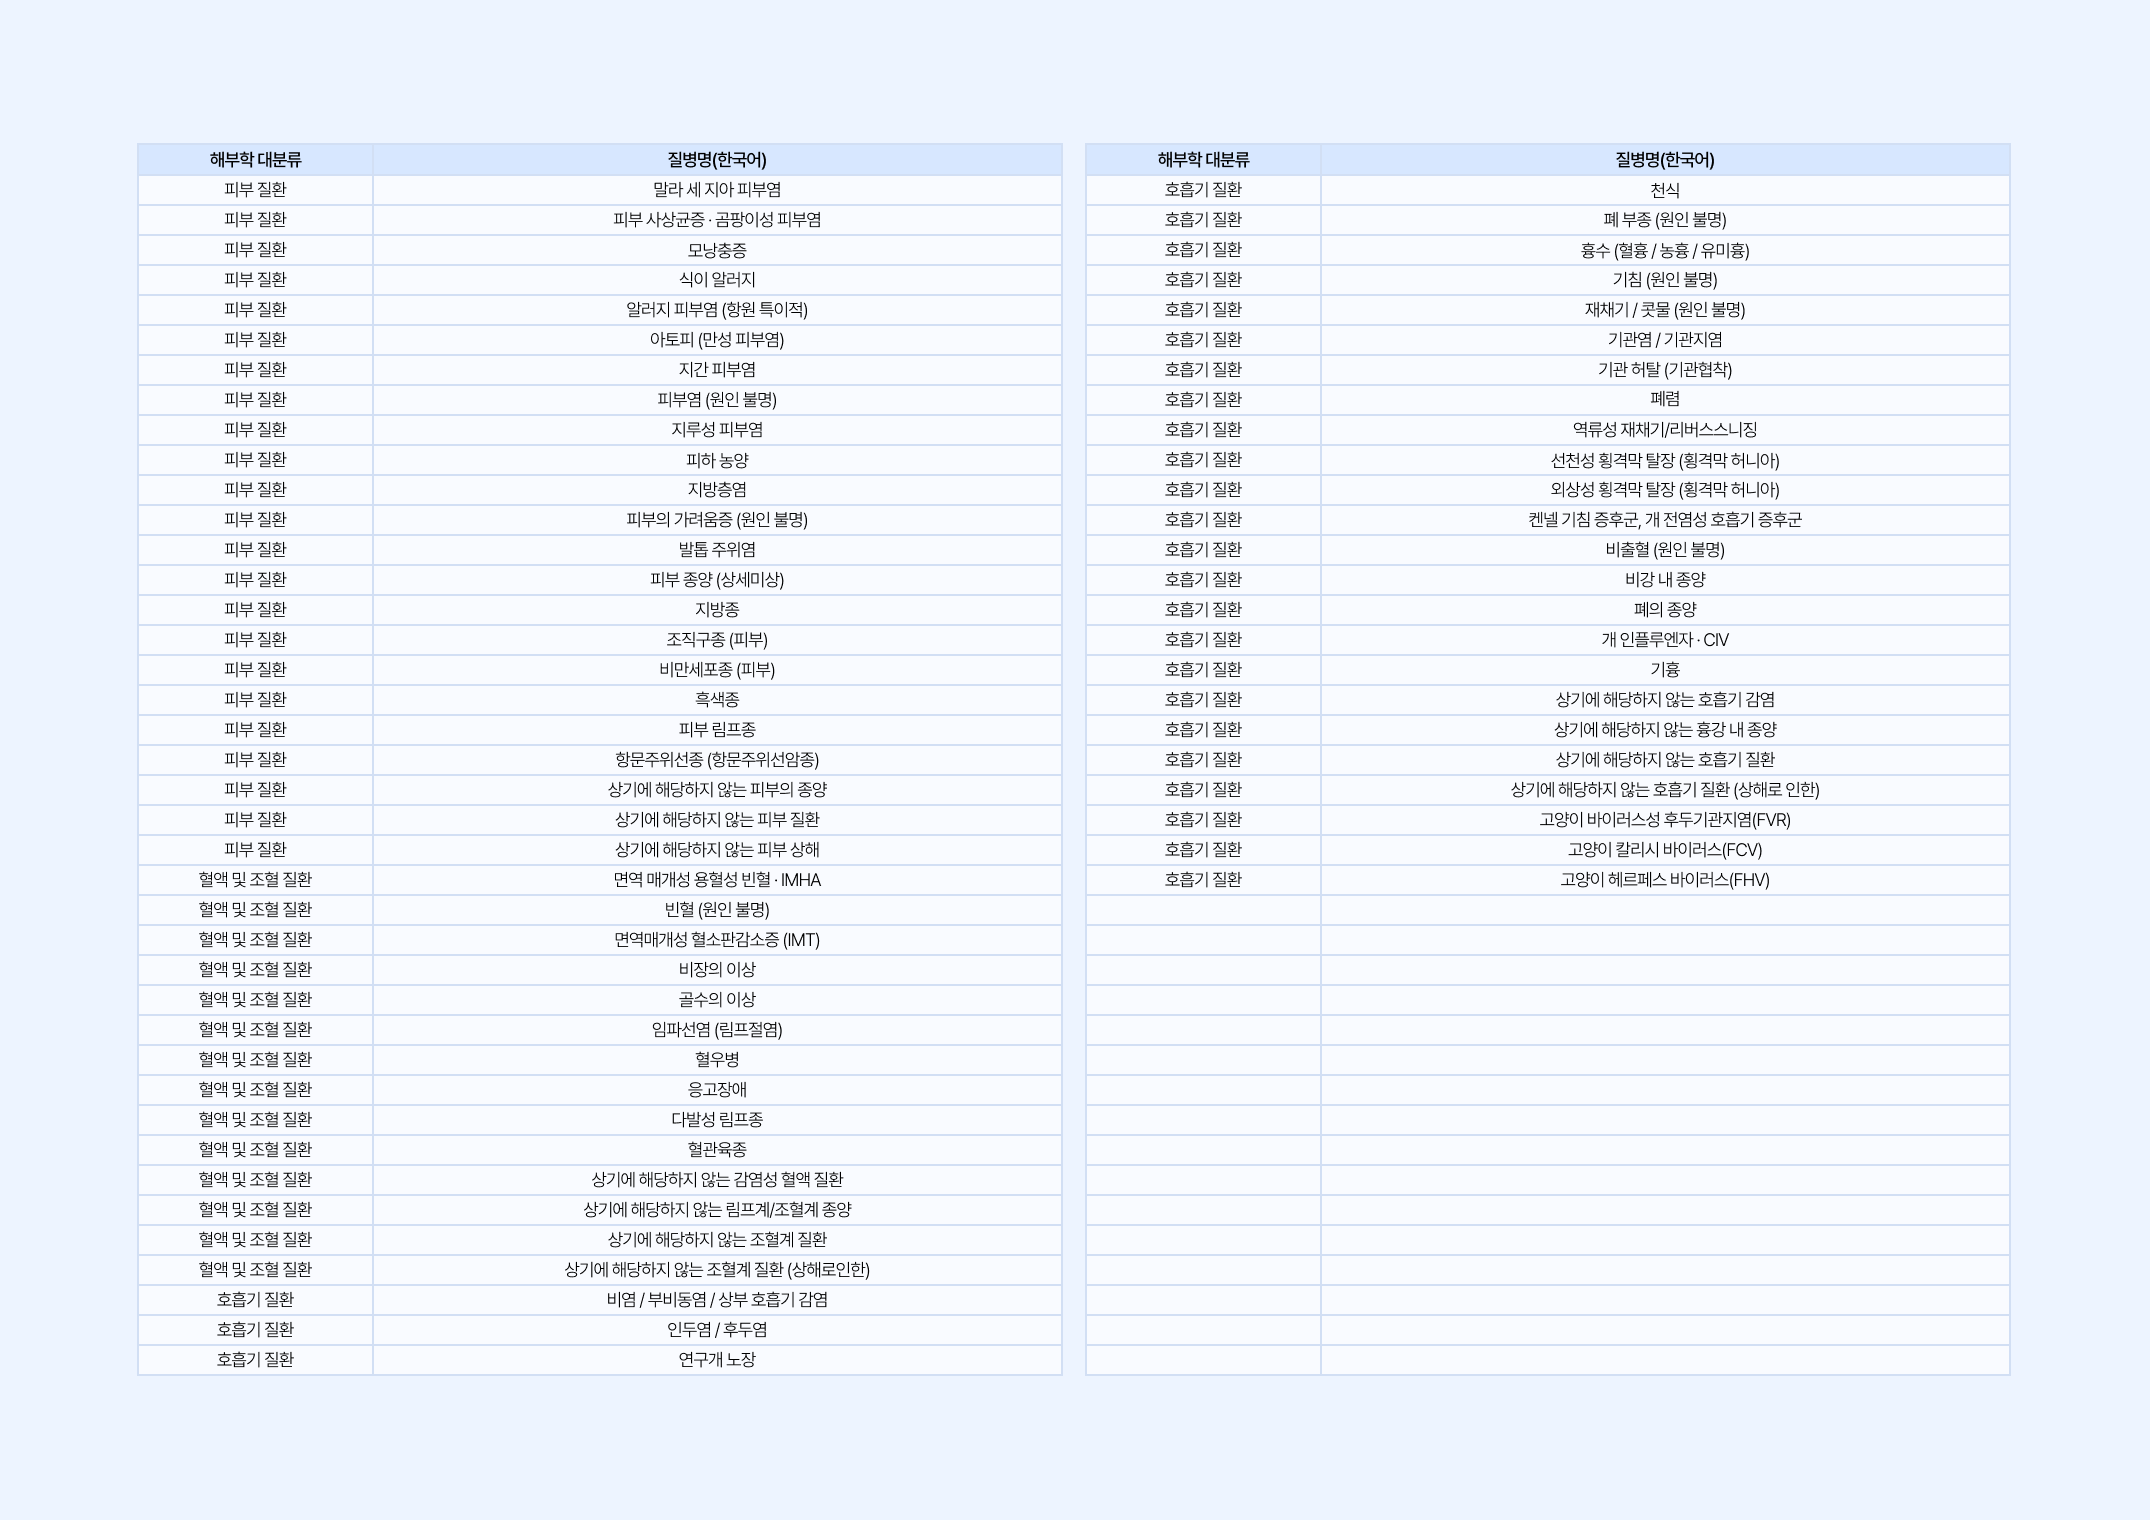 해부학 대분류 질병명(한국어)
피부 질환 말라 세 지아 피부염
피부 질환 피부 사상균증 · 곰팡이성 피부염
피부 질환 모낭충증
피부 질환 식이 알러지
피부 질환 알러지 피부염 (항원 특이적)
피부 질환 아토피 (만성 피부염)
피부 질환 지간 피부염
피부 질환 피부염 (원인 불명)
피부 질환 지루성 피부염
피부 질환 피하 농양
피부 질환 지방층염
피부 질환 피부의 가려움증 (원인 불명)
피부 질환 발톱 주위염
피부 질환 피부 종양 (상세미상)
피부 질환 지방종
피부 질환 조직구종 (피부)
피부 질환 비만세포종 (피부)
피부 질환 흑색종
피부 질환 피부 림프종
피부 질환 항문주위선종 (항문주위선암종)
피부 질환 상기에 해당하지 않는 피부의 종양
피부 질환 상기에 해당하지 않는 피부 질환
피부 질환 상기에 해당하지 않는 피부 상해
혈액 및 조혈 질환 면역 매개성 용혈성 빈혈 · IMHA
혈액 및 조혈 질환 빈혈 (원인 불명)
혈액 및 조혈 질환 면역매개성 혈소판감소증 (IMT)
혈액 및 조혈 질환 비장의 이상
혈액 및 조혈 질환 골수의 이상
혈액 및 조혈 질환 임파선염 (림프절염)
혈액 및 조혈 질환 혈우병
혈액 및 조혈 질환 응고장애
혈액 및 조혈 질환 다발성 림프종
혈액 및 조혈 질환 혈관육종
혈액 및 조혈 질환 상기에 해당하지 않는 감염성 혈액 질환
혈액 및 조혈 질환 상기에 해당하지 않는 림프계/조혈계 종양
혈액 및 조혈 질환 상기에 해당하지 않는 조혈계 질환
혈액 및 조혈 질환 상기에 해당하지 않는 조혈계 질환 (상해로인한)
호흡기 질환 비염 / 부비동염 / 상부 호흡기 감염
호흡기 질환 인두염 / 후두염
호흡기 질환 연구개 노장
해부학 대분류 질병명(한국어)
호흡기 질환 천식
호흡기 질환 폐 부종 (원인 불명)
호흡기 질환 흉수 (혈흉 / 농흉 / 유미흉)
호흡기 질환 기침 (원인 불명)
호흡기 질환 재채기 / 콧물 (원인 불명)
호흡기 질환 기관염 / 기관지염
호흡기 질환 기관 허탈 (기관협착)
호흡기 질환 폐렴
호흡기 질환 역류성 재채기/리버스스니징
호흡기 질환 선천성 횡격막 탈장 (횡격막 허니아)
호흡기 질환 외상성 횡격막 탈장 (횡격막 허니아)
호흡기 질환 켄넬 기침 증후군, 개 전염성 호흡기 증후군
호흡기 질환 비출혈 (원인 불명)
호흡기 질환 비강 내 종양
호흡기 질환 폐의 종양
호흡기 질환 개 인플루엔자 · CIV
호흡기 질환 기흉
호흡기 질환 상기에 해당하지 않는 호흡기 감염
호흡기 질환 상기에 해당하지 않는 흉강 내 종양
호흡기 질환 상기에 해당하지 않는 호흡기 질환
호흡기 질환 상기에 해당하지 않는 호흡기 질환 (상해로 인한)
호흡기 질환 고양이 바이러스성 후두기관지염(FVR)
호흡기 질환 고양이 칼리시 바이러스(FCV)
호흡기 질환 고양이 헤르페스 바이러스(FHV)